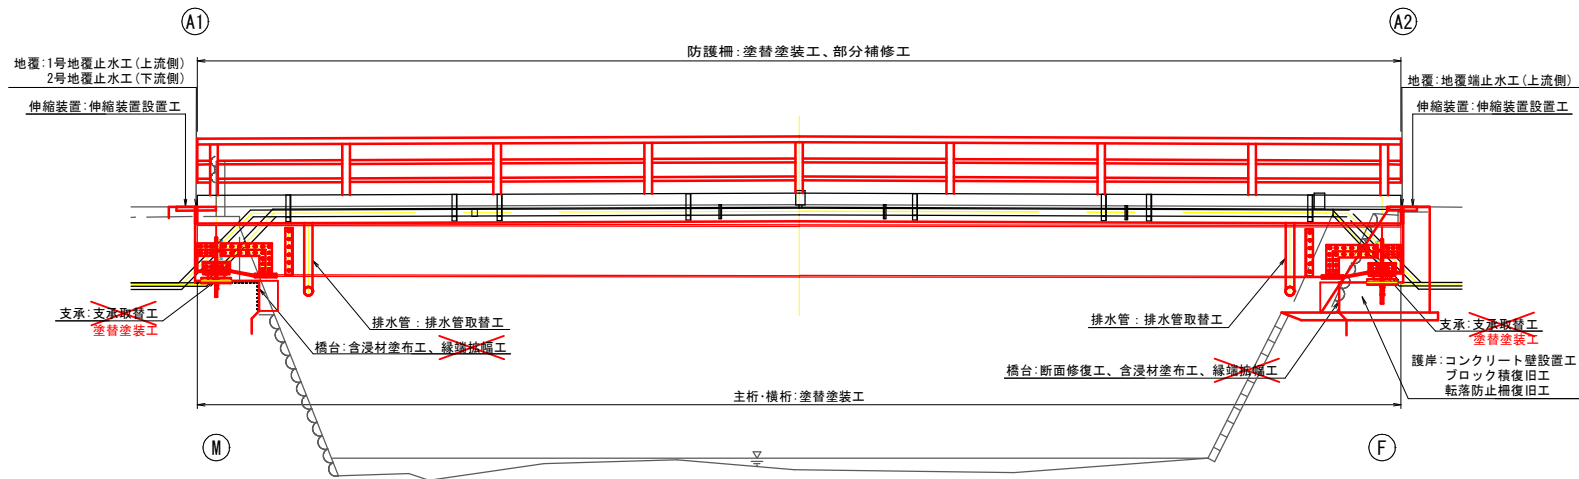 A1
A2
防護柵:塗替塗装工、部分補修工
地覆:1号地覆止水工(上流側)
2号地覆止水工(下流側)
地覆:地覆端止水工(上流側)
伸縮装置:伸縮装置設置工
伸縮装置:伸縮装置設置工
支承:支承取替工
塗替塗装工
排水管:排水管取替工
橋台:含浸材塗布工、縁端拡幅工
排水管:排水管取替工
支承:支承取替工
塗替塗装工
橋台:断面修復工、含浸材塗布工、縁端拡幅工
護岸:コンクリート壁設置工
ブロック積復旧工
転落防止柵復旧工
主桁・横桁:塗替塗装工
M
F